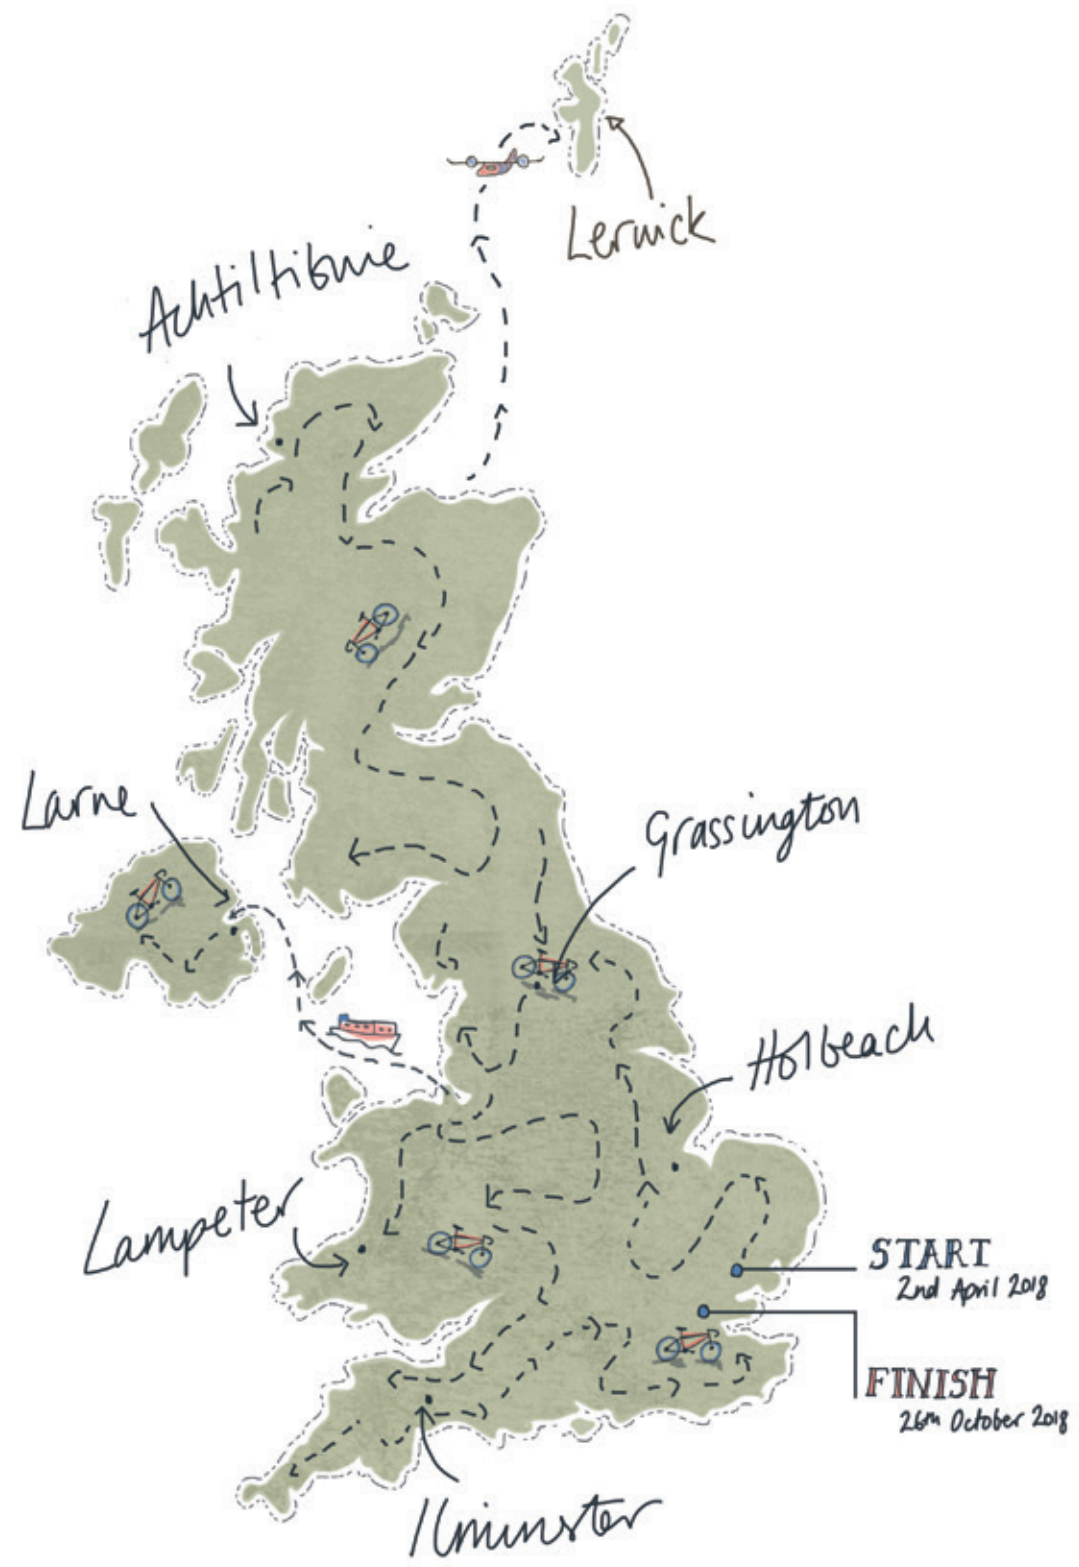 Lerwick
Achiltibuie
Larne
Grassington
Holbeach
Lampeter
START
2nd April 2018
FINISH
26th October 2018
Ilminster